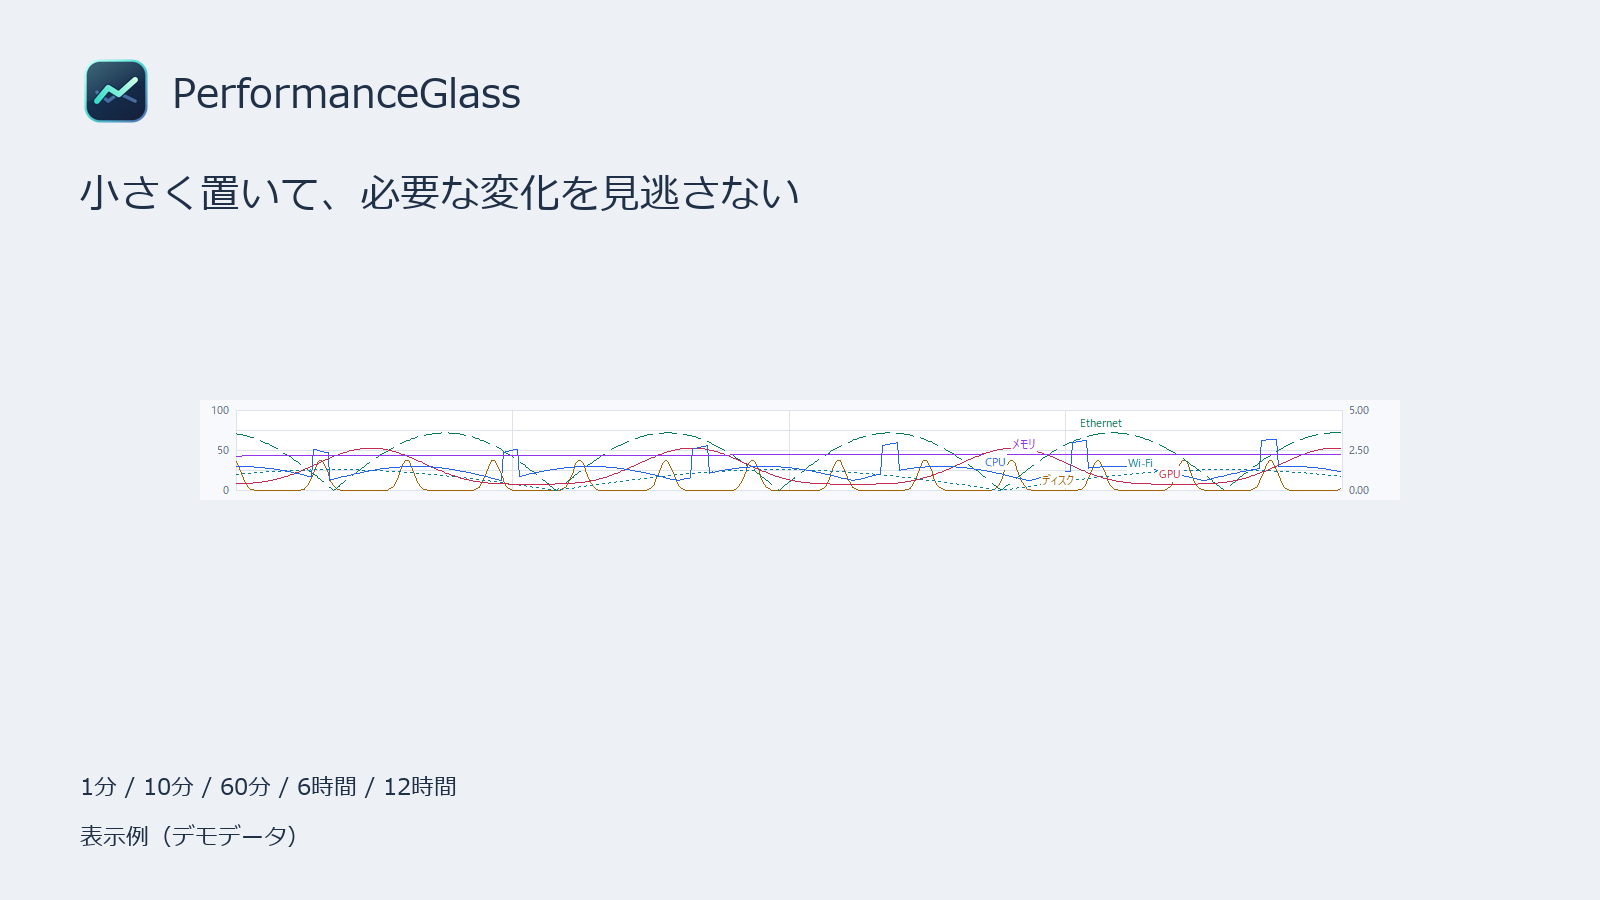 PerformanceGlass
小さく置いて、必要な変化を見逃さない
100
5.00
Ethernet
メモリ
50
2.50
CPU
Wi-Fi
GPU
ディスク
0
0.00
1分 / 10分 / 60分 / 6時間 / 12時間
表示例（デモデータ）